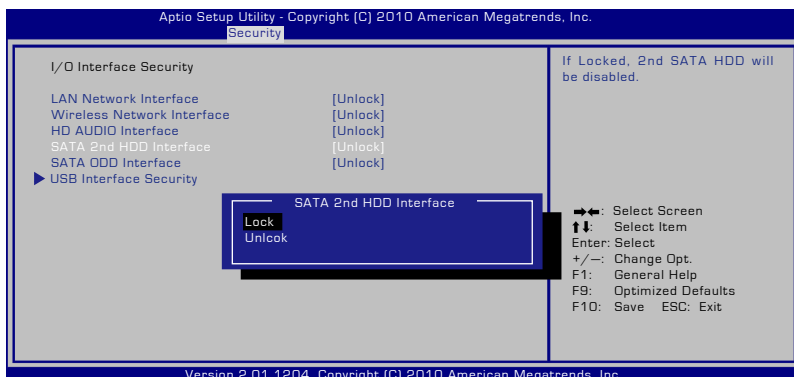 Aptio Setup Utility - Copyright (C) 2010 American Megatrends, Inc.
Security
I/O Interface Security
LAN Network Interface [Unlock]
Wireless Network Interface [Unlock]
HD AUDIO Interface [Unlock]
SATA 2nd HDD Interface [Unlock]
SATA ODD Interface [Unlock]
USB Interface Security
If Locked, 2nd SATA HDD will
be disabled.
SATA 2nd HDD Interface
Lock
Unlcok
→←: Select Screen
↑↓: Select Item
Enter: Select
+/—: Change Opt.
F1: General Help
F9: Optimized Defaults
F10: Save ESC: Exit
Version 2.01.1204. Copyright (C) 2010 American Megatrends, Inc.